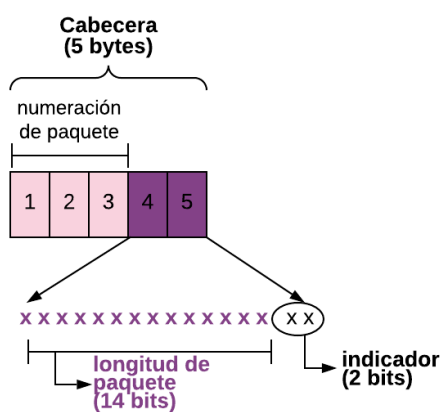 Cabecera
(5 bytes)
numeración
de paquete
1 2 3 4 5
x x x x x x x x x x x x x x x x
longitud de
paquete
(14 bits)
indicador
(2 bits)